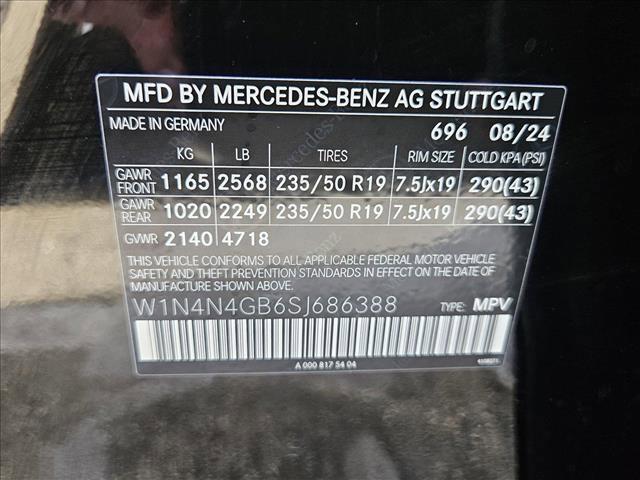 MFD BY MERCEDES-BENZ AG STUTTGART
MADE IN GERMANY 696 08/24
KG LB TIRES RIM SIZE COLD KPA (PSI)
GAWR FRONT 1165 2568 235/50 R19 7.5Jx19 290(43)
GAWR REAR 1020 2249 235/50 R19 7.5Jx19 290(43)
GVWR 2140 4718
THIS VEHICLE CONFORMS TO ALL APPLICABLE FEDERAL MOTOR VEHICLE
SAFETY AND THEFT PREVENTION STANDARDS IN EFFECT ON THE DATE
OF MANUFACTURE SHOWN ABOVE.
W1N4N4GB6SJ686388 TYPE: MPV
A 000 817 54 04